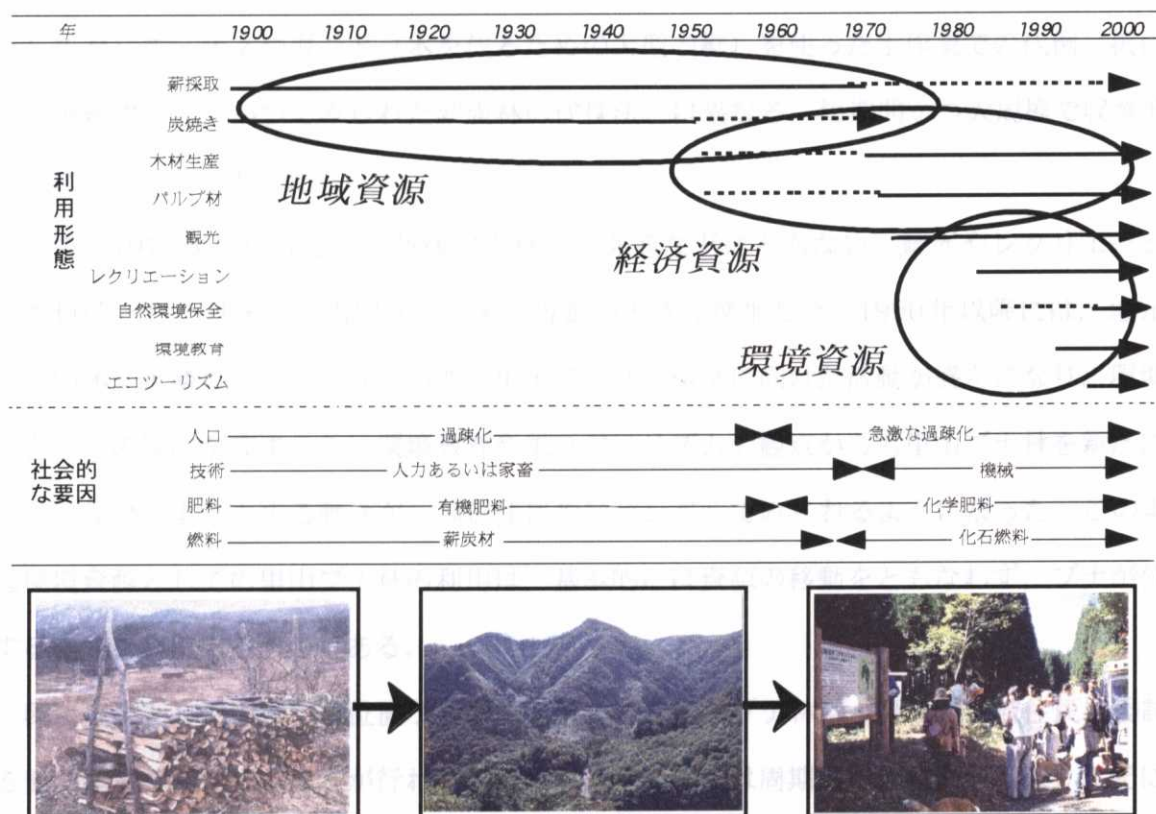 年 1900 1910 1920 1930 1940 1950 1960 1970 1980 1990 2000
利用形態
薪採取
炭焼き
木材生産
パルプ材
観光
レクリエーション
自然環境保全
環境教育
エコツーリズム
地域資源
経済資源
環境資源
社会的な要因
人口 過疎化 急激な過疎化
技術 人力あるいは家畜 機械
肥料 有機肥料 化学肥料
燃料 薪炭材 化石燃料